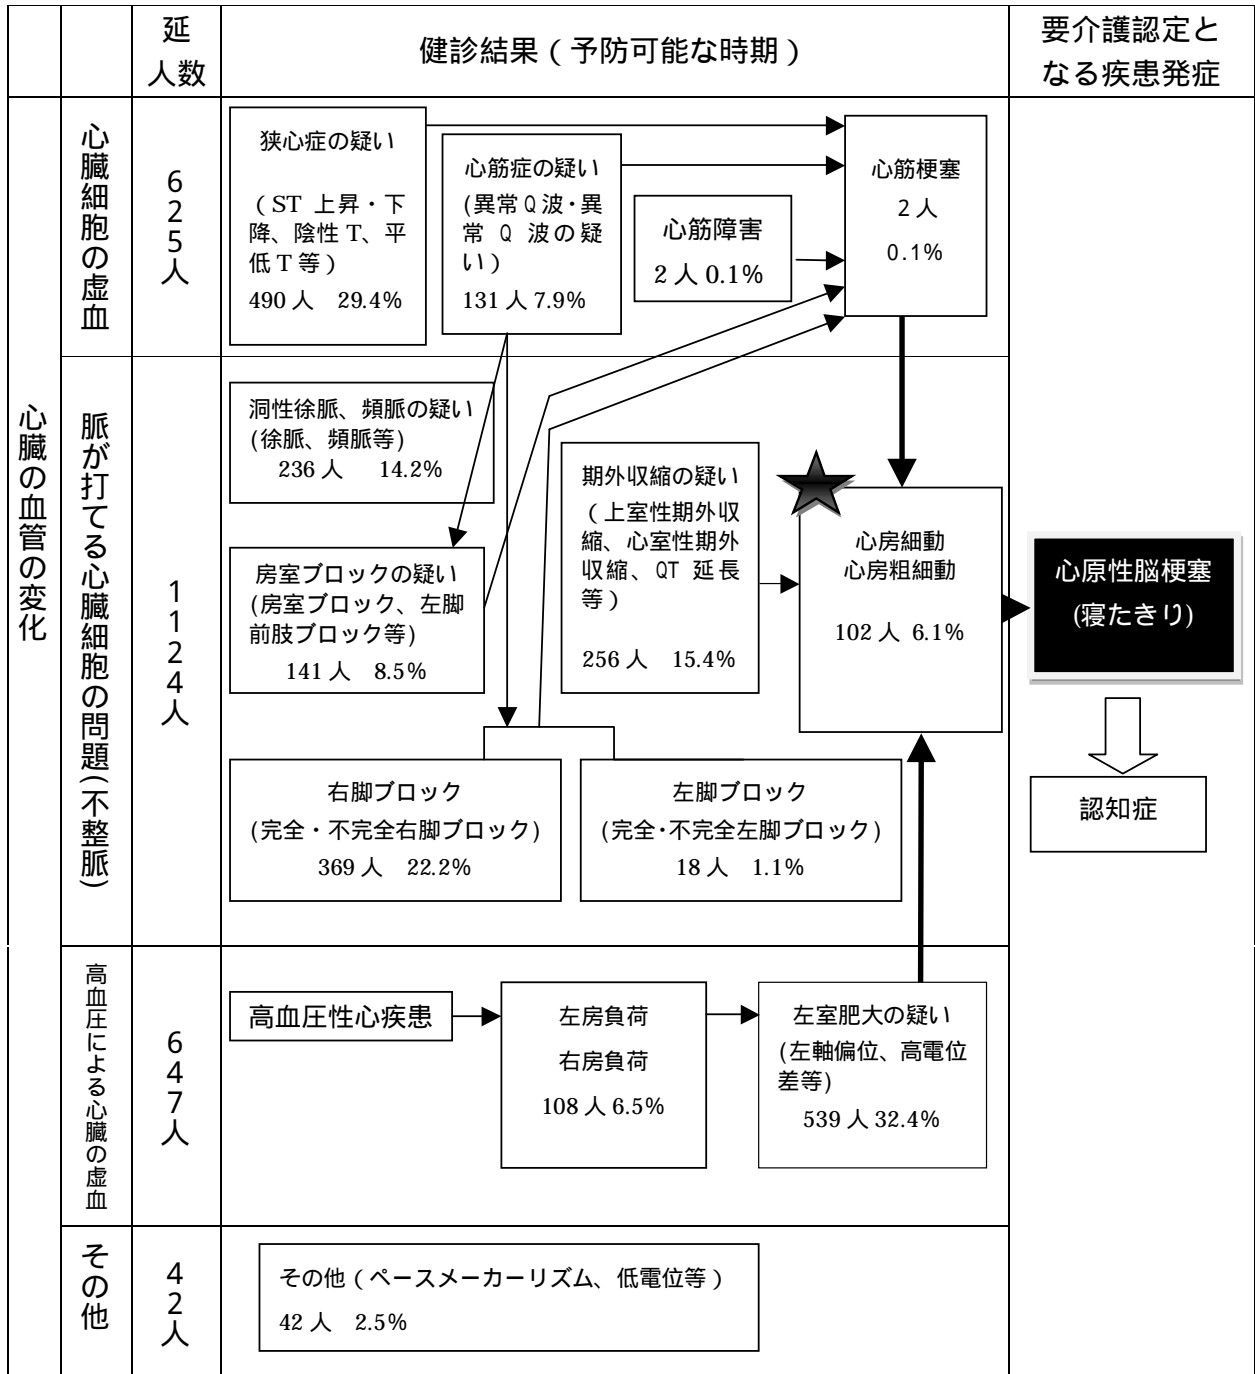 延
人数
健診結果（予防可能な時期）
要介護認定と
なる疾患発症
心臓の血管の変化
心臓細胞の虚血
625人
狭心症の疑い
（ST 上昇・下
降、陰性 T、平
低 T 等）
490 人　29.4%
心筋症の疑い
(異常Q波・異
常 Q 波の疑
い)
131 人 7.9%
心筋障害
2 人 0.1%
心筋梗塞
2 人
0.1%
脈が打てる心臓細胞の問題(不整脈)
1124人
洞性徐脈、頻脈の疑い
(徐脈、頻脈等)
236 人　14.2%
房室ブロックの疑い
(房室ブロック、左脚
前肢ブロック等)
141 人　8.5%
期外収縮の疑い
（上室性期外収
縮、心室性期外
収縮、QT 延長
等）
256 人　15.4%
心房細動
心房粗細動
102 人 6.1%
心原性脳梗塞
(寝たきり)
認知症
右脚ブロック
(完全・不完全右脚ブロック)
369 人　22.2%
左脚ブロック
(完全・不完全左脚ブロック)
18 人　1.1%
高血圧による心臓の虚血
647人
高血圧性心疾患
左房負荷
右房負荷
108 人 6.5%
左室肥大の疑い
(左軸偏位、高電位
差等)
539 人 32.4%
その他
42人
その他（ペースメーカーリズム、低電位等）
42 人　2.5%